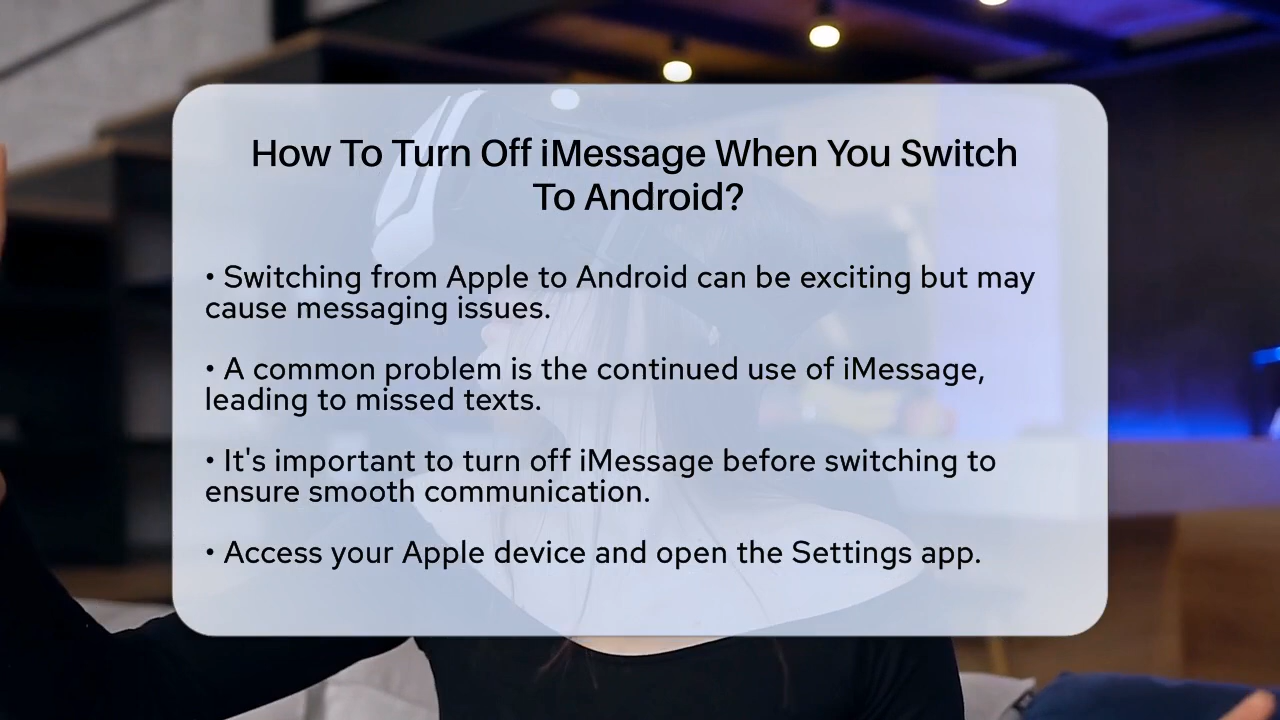 How To Turn Off iMessage When You Switch
To Android?
• Switching from Apple to Android can be exciting but may
cause messaging issues.
• A common problem is the continued use of iMessage,
leading to missed texts.
• It's important to turn off iMessage before switching to
ensure smooth communication.
• Access your Apple device and open the Settings app.